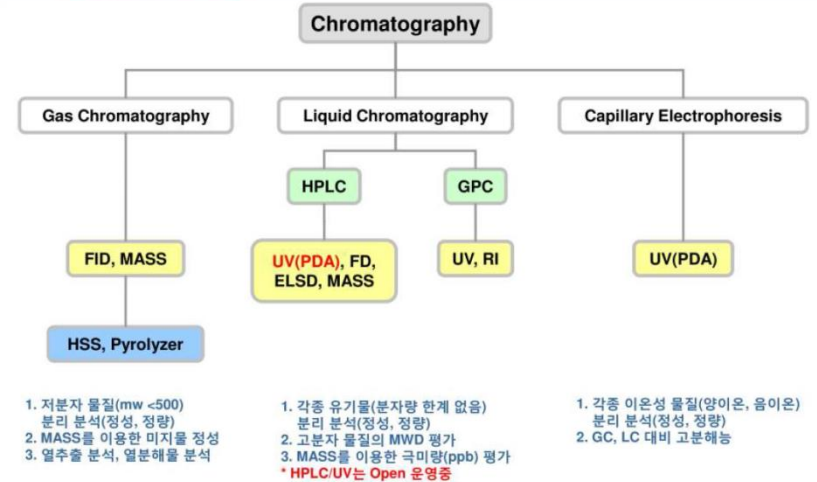 Chromatography
Gas Chromatography
Liquid Chromatography
Capillary Electrophoresis
HPLC
GPC
FID, MASS
UV(PDA), FD,
ELSD, MASS
UV, RI
UV(PDA)
HSS, Pyrolyzer
1. 저분자 물질(mw <500)
분리 분석(정성, 정량)
2. MASS를 이용한 미지물 정성
3. 열추출 분석, 열분해물 분석
1. 각종 유기물(분자량 한계 없음)
분리 분석(정성, 정량)
2. 고분자 물질의 MWD 평가
3. MASS를 이용한 극미량(ppb) 평가
* HPLC/UV는 Open 운영중
1. 각종 이온성 물질(양이온, 음이온)
분리 분석(정성, 정량)
2. GC, LC 대비 고분해능